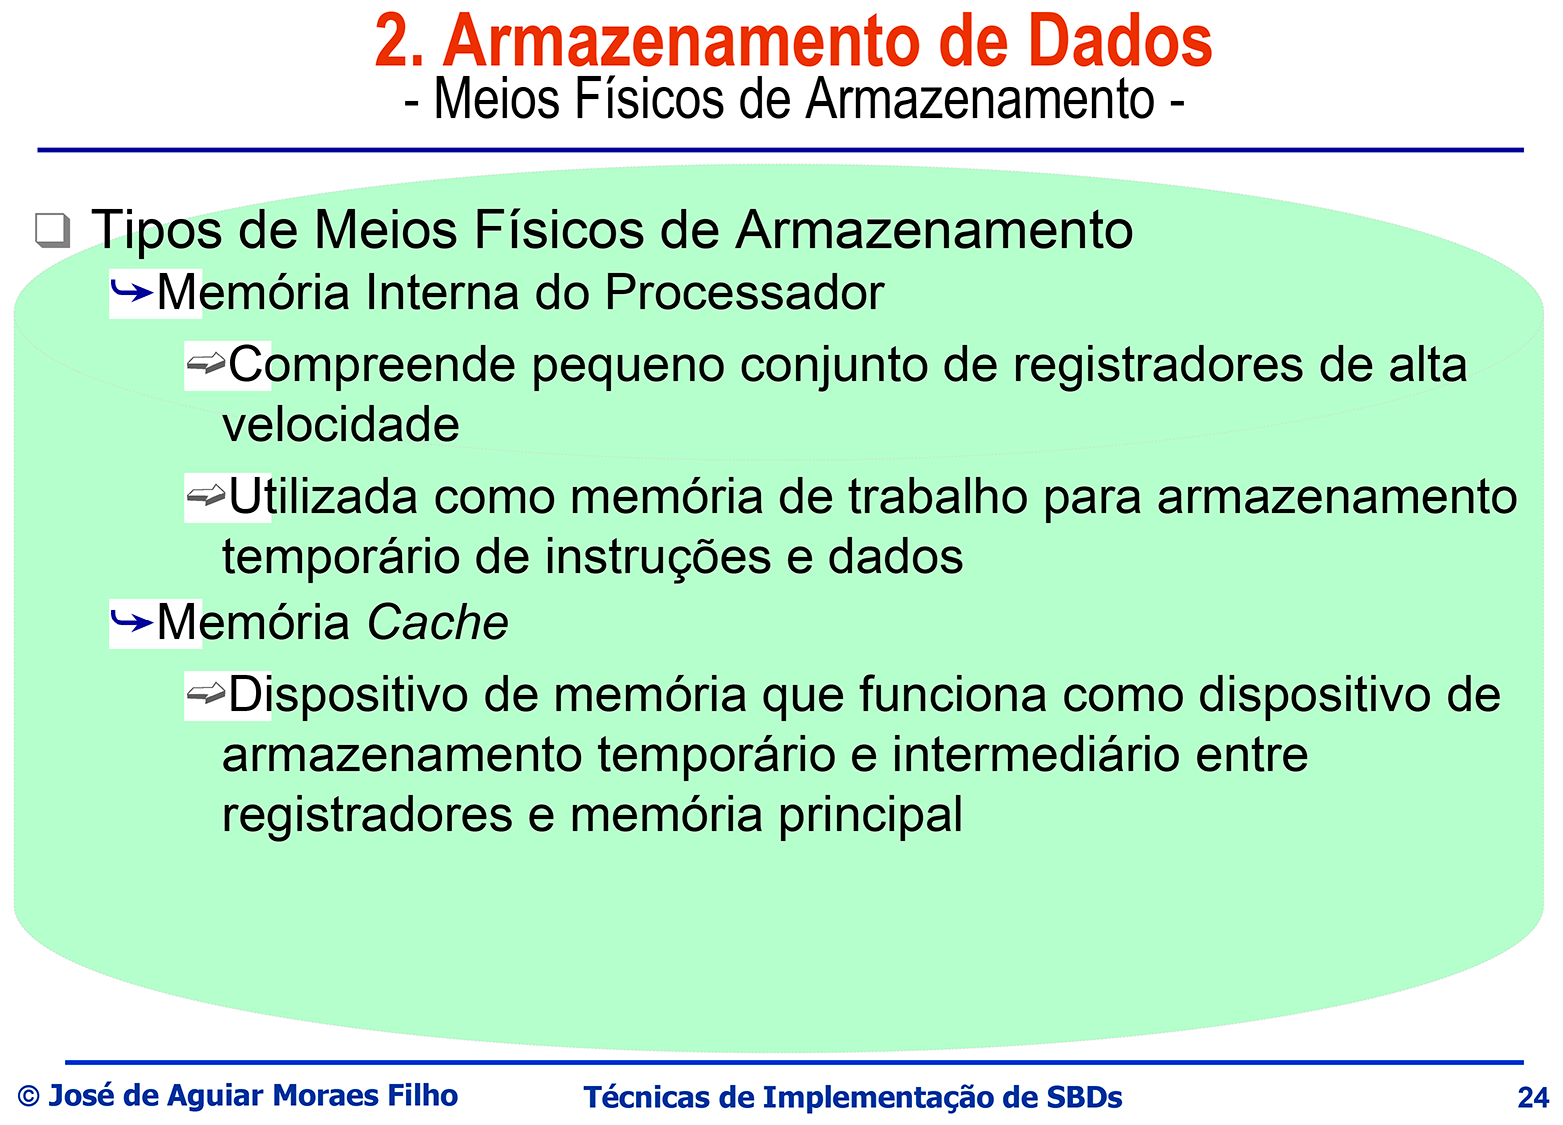 2. Armazenamento de Dados
- Meios Físicos de Armazenamento -
❑ Tipos de Meios Físicos de Armazenamento
Memória Interna do Processador
Compreende pequeno conjunto de registradores de alta
velocidade
Utilizada como memória de trabalho para armazenamento
temporário de instruções e dados
Memória Cache
Dispositivo de memória que funciona como dispositivo de
armazenamento temporário e intermediário entre
registradores e memória principal
© José de Aguiar Moraes Filho
Técnicas de Implementação de SBDs
24